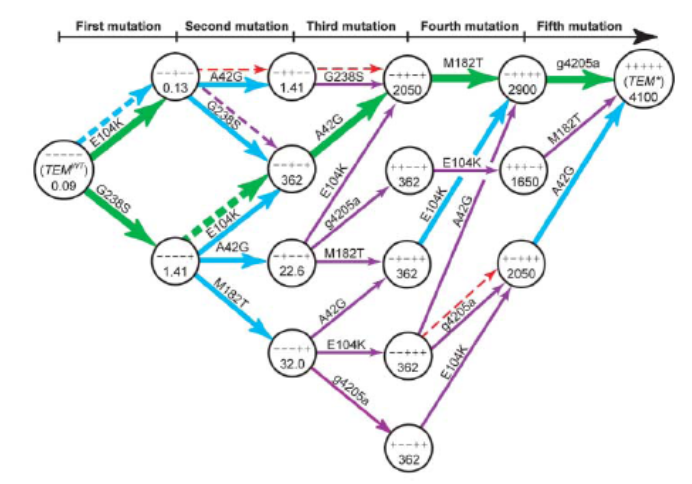 First mutation
Second mutation
Third mutation
Fourth mutation
Fifth mutation
E104K
G238S
0.13
A42G
G238S
1.41
G238S
2050
M182T
2900
g4205a
+++++
(TEM*)
4100
-----
(TEM^WT)
0.09
A42G
362
E104K
g4205a
362
E104K
1650
M182T
1.41
E104K
A42G
M182T
22.6
M182T
362
E104K
A42G
2050
A42G
32.0
A42G
E104K
g4205a
362
g4205a
E104K
362